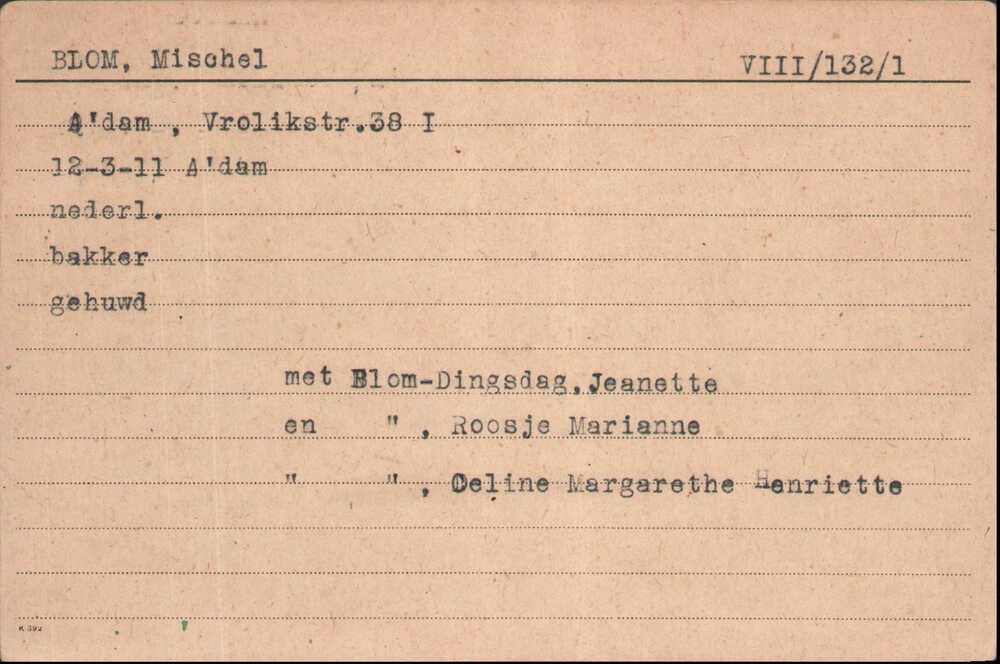 BLOM, Mischel VIII/132/1
A'dam , Vrolikstr.38 I
12-3-11 A'dam
nederl.
bakker
gehuwd
met Blom-Dingsdag, Jeanette
en " , Roosje Marianne
" " , Celine Margarethe Henriette
K 392